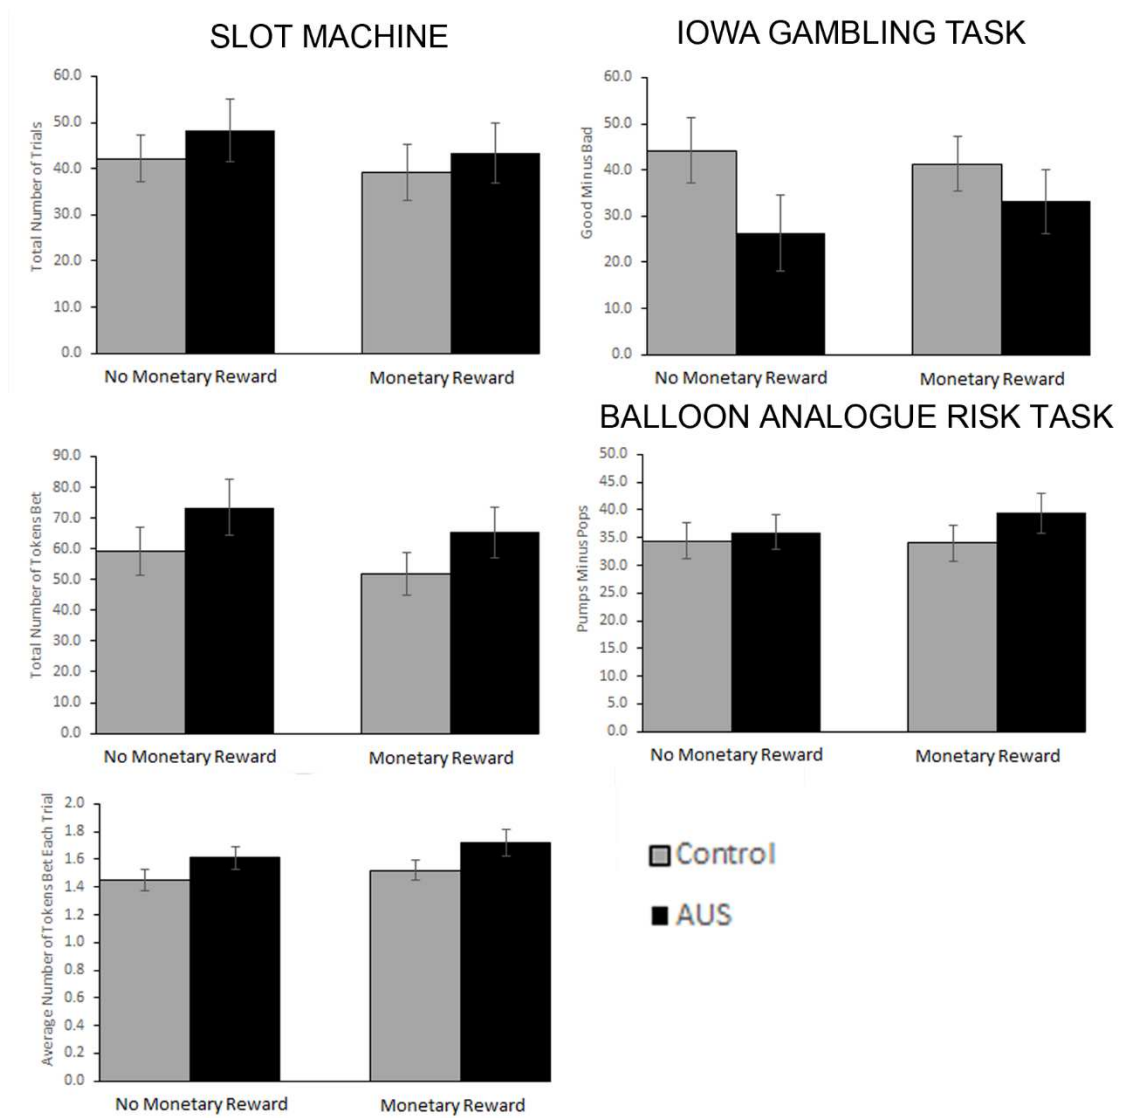 SLOT MACHINE
Total Number of Trials
60.0
50.0
40.0
30.0
20.0
10.0
0.0
No Monetary Reward
Monetary Reward
IOWA GAMBLING TASK
Good Minus Bad
60.0
50.0
40.0
30.0
20.0
10.0
0.0
No Monetary Reward
Monetary Reward
Total Number of Tokens Bet
90.0
80.0
70.0
60.0
50.0
40.0
30.0
20.0
10.0
0.0
No Monetary Reward
Monetary Reward
BALLOON ANALOGUE RISK TASK
Pumps Minus Pops
50.0
45.0
40.0
35.0
30.0
25.0
20.0
15.0
10.0
5.0
0.0
No Monetary Reward
Monetary Reward
Average Number of Tokens Bet Each Trial
2.0
1.8
1.6
1.4
1.2
1.0
0.8
0.6
0.4
0.2
0.0
No Monetary Reward
Monetary Reward
Control
AUS